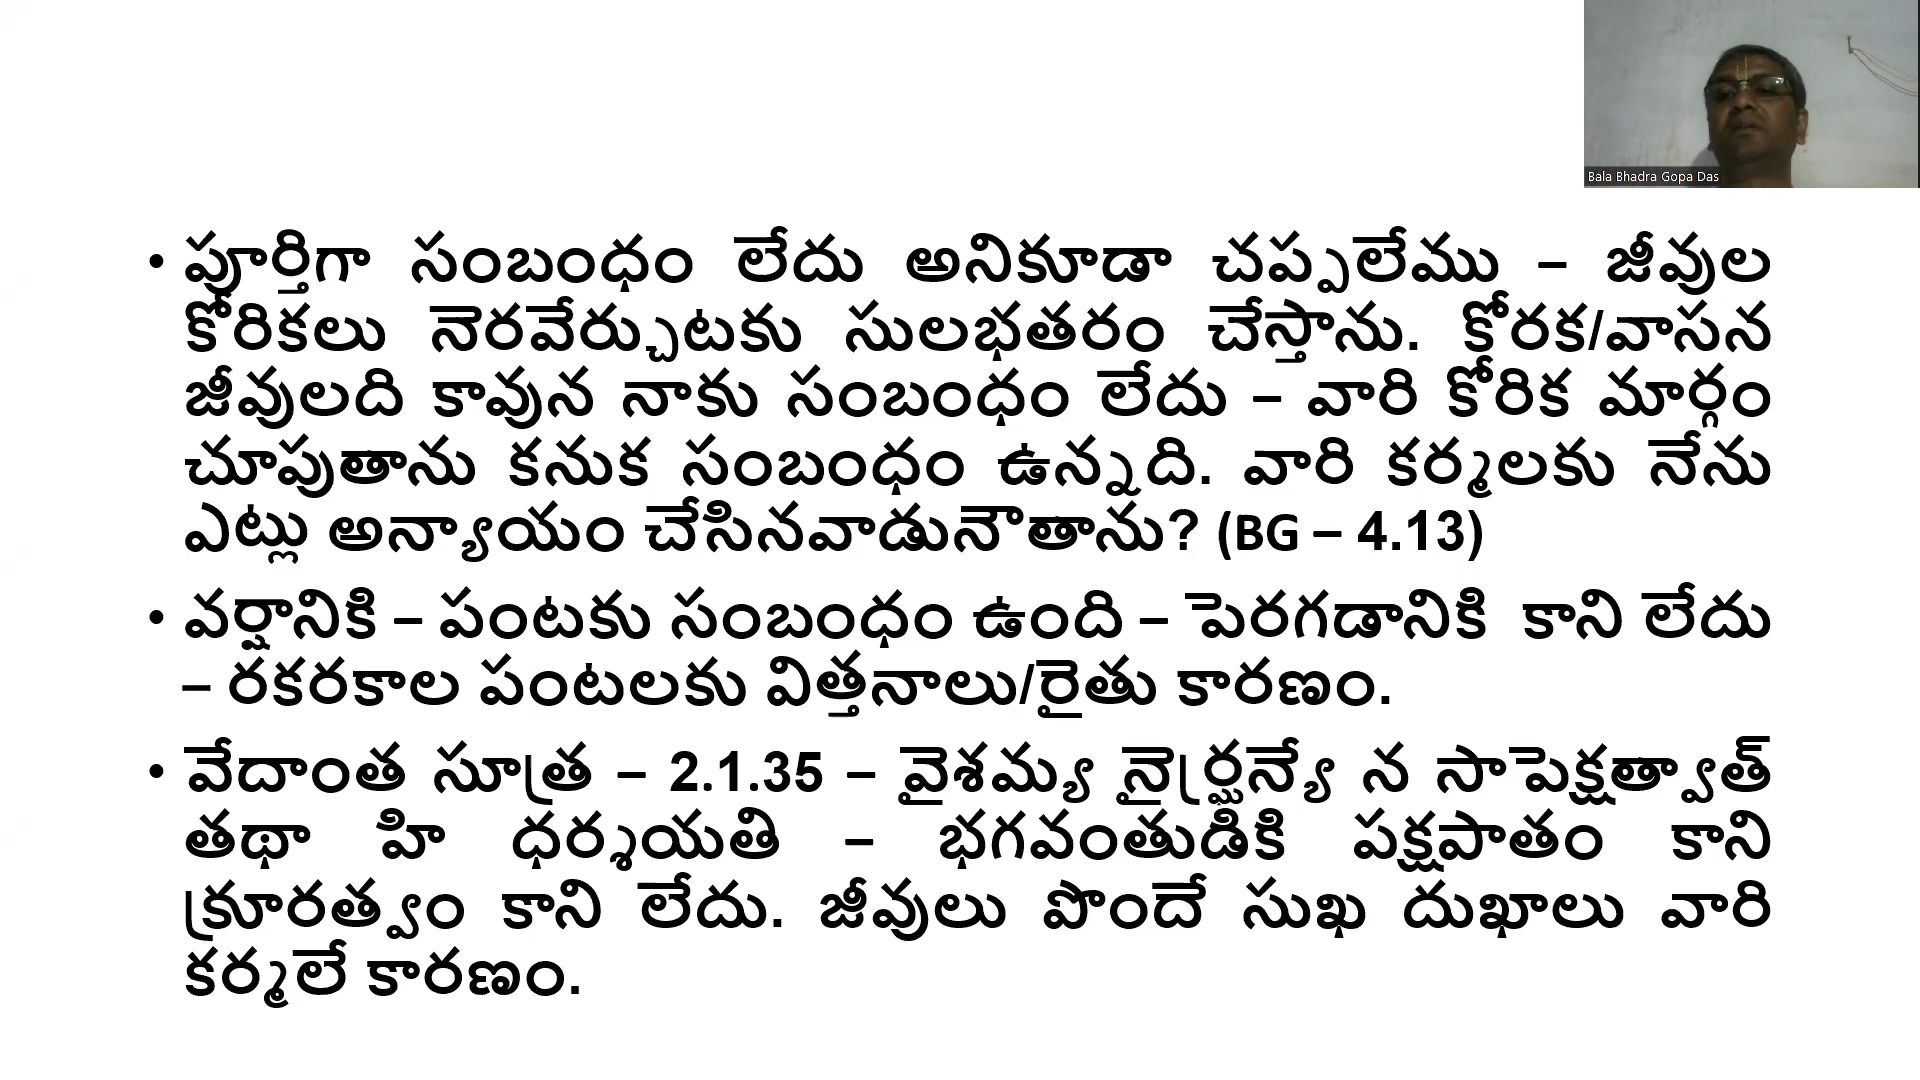 Bala Bhadra Gopa Das
• పూర్తిగా సంబంధం లేదు అనికూడా చప్పలేము – జీవుల
కోరికలు నెరవేర్చుటకు సులభతరం చేస్తాను. కోరక/వాసన
జీవులది కావున నాకు సంబంధం లేదు – వారి కోరిక మార్గం
చూపుతాను కనుక సంబంధం ఉన్నది. వారి కర్మలకు నేను
ఎట్లు అన్యాయం చేసినవాడునౌతాను? (BG – 4.13)
• వర్షానికి – పంటకు సంబంధం ఉంది – పెరగడానికి కాని లేదు
– రకరకాల పంటలకు విత్తనాలు/రైతు కారణం.
• వేదాంత సూత్ర – 2.1.35 – వైశమ్య నైర్ఘ్రన్యే న సాపెక్షత్వాత్
తథా హి ధర్శయతి – భగవంతుడికి పక్షపాతం కాని
క్రూరత్వం కాని లేదు. జీవులు పొందే సుఖ దుఖాలు వారి
కర్మలే కారణం.